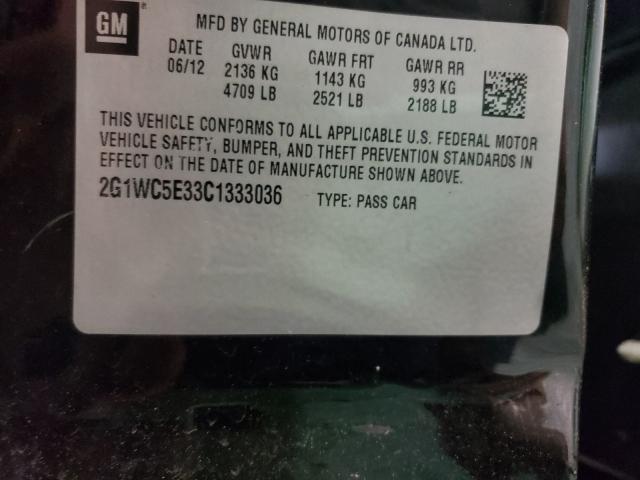 GM
MFD BY GENERAL MOTORS OF CANADA LTD.
DATE GVWR GAWR FRT GAWR RR
06/12 2136 KG 1143 KG 993 KG
4709 LB 2521 LB 2188 LB
THIS VEHICLE CONFORMS TO ALL APPLICABLE U.S. FEDERAL MOTOR
VEHICLE SAFETY, BUMPER, AND THEFT PREVENTION STANDARDS IN
EFFECT ON THE DATE OF MANUFACTURE SHOWN ABOVE.
2G1WC5E33C1333036 TYPE: PASS CAR